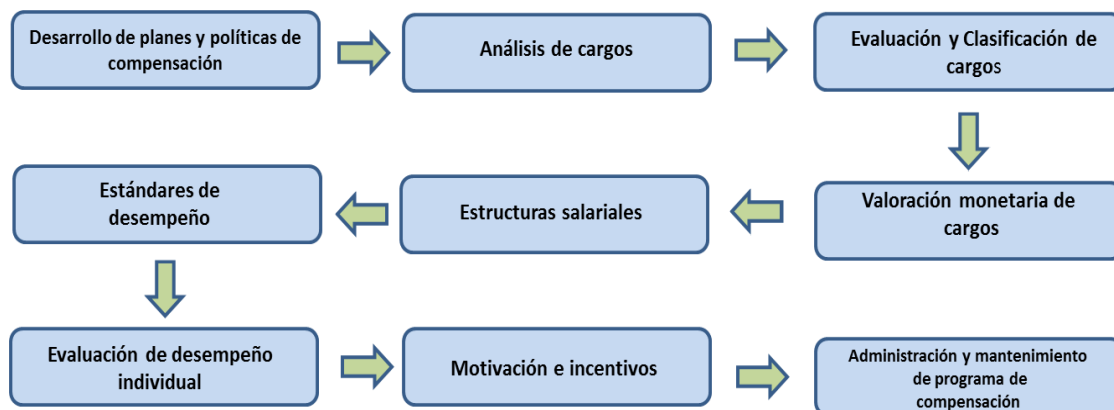 Desarrollo de planes y políticas de
compensación
Análisis de cargos
Evaluación y Clasificación de
cargos
Valoración monetaria de
cargos
Estructuras salariales
Estándares de
desempeño
Evaluación de desempeño
individual
Motivación e incentivos
Administración y mantenimiento
de programa de
compensación